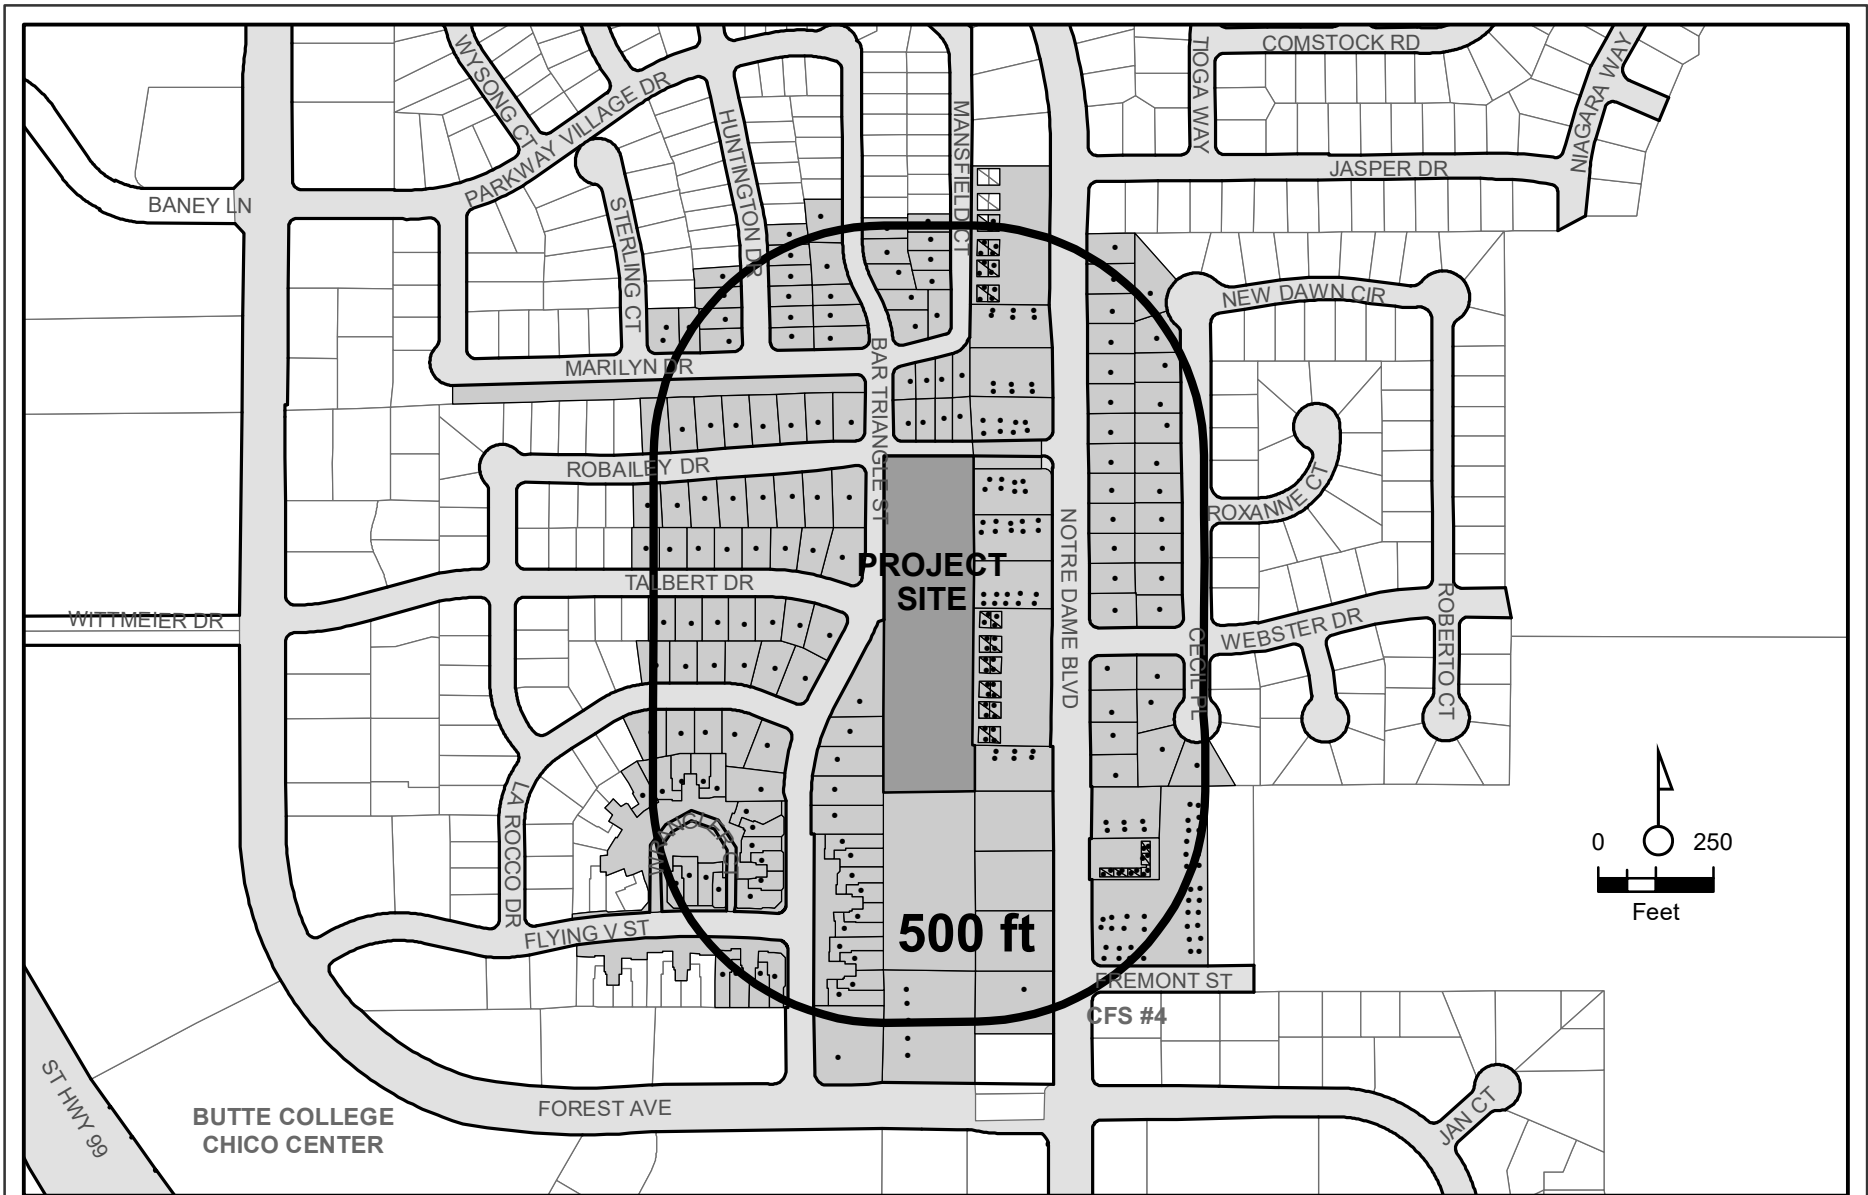 COMSTOCK RD
WYSONG CT
TIOGA WAY
NIAGARA WAY
PARKWAY VILLAGE DR
HUNTINGTON DR
MANSFIELD CT
JASPER DR
BANEY LN
STERLING CT
NEW DAWN CIR
MARILYN DR
BAR TRIANGLE ST
ROBAILEY DR
ROXANNE CT
NOTRE DAME BLVD
PROJECT
SITE
TALBERT DR
WITTMEIER DR
CECIL PL
WEBSTER DR
ROBERTO CT
LA ROCCO DR
0 250
Feet
FLYING V ST
500 ft
FREMONT ST
CFS #4
ST HWY 99
BUTTE COLLEGE
CHICO CENTER
FOREST AVE
JAN CT